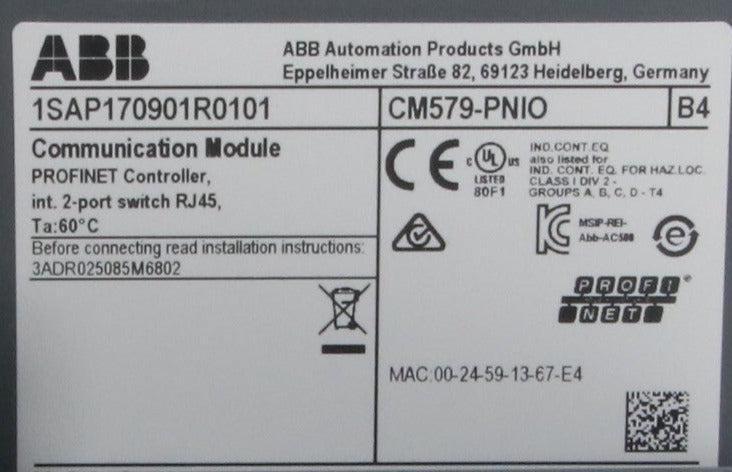 ABB
ABB Automation Products GmbH
Eppelheimer Straße 82, 69123 Heidelberg, Germany
1SAP170901R0101
CM579-PNIO
B4
Communication Module
PROFINET Controller,
int. 2-port switch RJ45,
Ta:60°C
Before connecting read installation instructions:
3ADR025085M6802
CE
c UL us
LISTED
80F1
IND.CONT.EQ
also listed for
IND. CONT. EQ. FOR HAZ.LOC.
CLASS I DIV 2 -
GROUPS A, B, C, D - T4
MSIP-REI-
Abb-AC500
PROFI
NET
MAC:00-24-59-13-67-E4